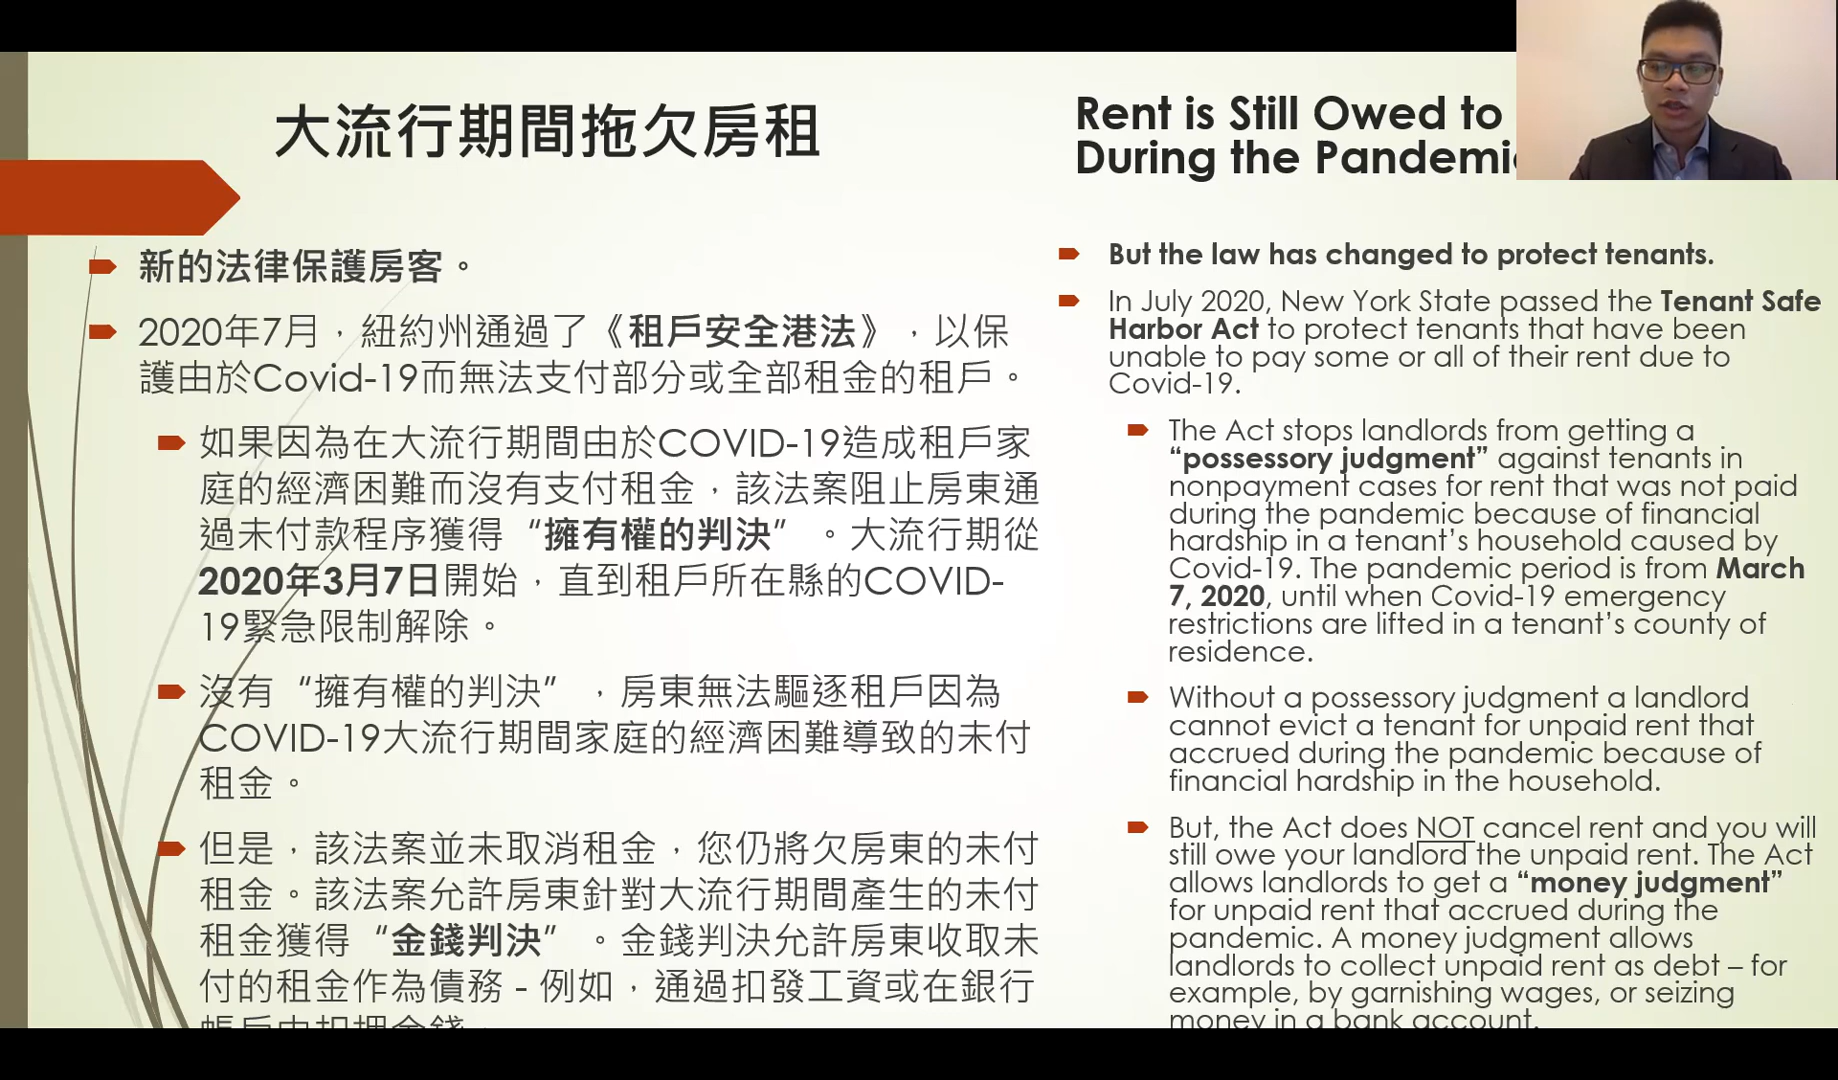 大流行期間拖欠房租
新的法律保護房客。
2020年7月，紐約州通過了《租戶安全港法》，以保
護由於Covid-19而無法支付部分或全部租金的租戶。
如果因為在大流行期間由於COVID-19造成租戶家
庭的經濟困難而沒有支付租金，該法案阻止房東通
過未付款程序獲得“擁有權的判決”。大流行期從
2020年3月7日開始，直到租戶所在縣的COVID-
19緊急限制解除。
沒有“擁有權的判決”，房東無法驅逐租戶因為
COVID-19大流行期間家庭的經濟困難導致的未付
租金。
但是，該法案並未取消租金，您仍將欠房東的未付
租金。該法案允許房東針對大流行期間產生的未付
租金獲得“金錢判決”。金錢判決允許房東收取未
付的租金作為債務 - 例如，通過扣發工資或在銀行
帳戶中扣押金錢。
Rent is Still Owed to
During the Pandemic
But the law has changed to protect tenants.
In July 2020, New York State passed the Tenant Safe
Harbor Act to protect tenants that have been
unable to pay some or all of their rent due to
Covid-19.
The Act stops landlords from getting a
“possessory judgment” against tenants in
nonpayment cases for rent that was not paid
during the pandemic because of financial
hardship in a tenant’s household caused by
Covid-19. The pandemic period is from March
7, 2020, until when Covid-19 emergency
restrictions are lifted in a tenant’s county of
residence.
Without a possessory judgment a landlord
cannot evict a tenant for unpaid rent that
accrued during the pandemic because of
financial hardship in the household.
But, the Act does NOT cancel rent and you will
still owe your landlord the unpaid rent. The Act
allows landlords to get a “money judgment”
for unpaid rent that accrued during the
pandemic. A money judgment allows
landlords to collect unpaid rent as debt – for
example, by garnishing wages, or seizing
money in a bank account.